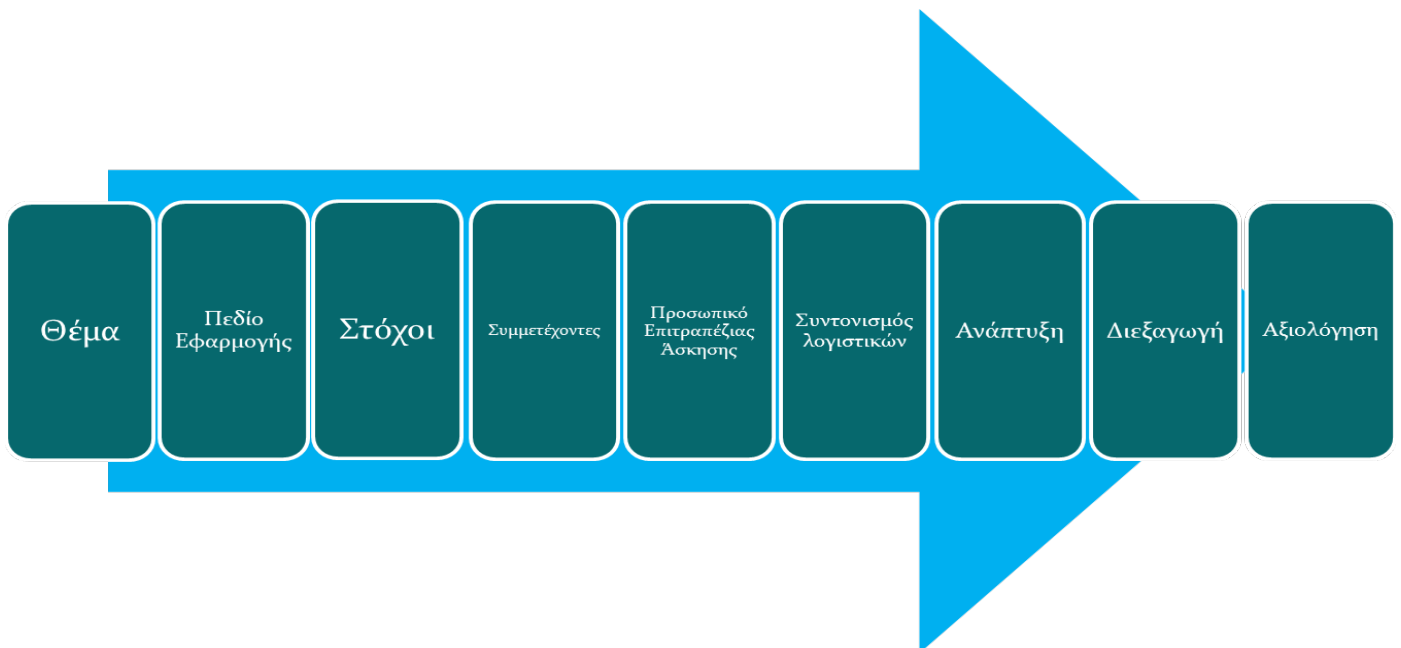 Θέμα
Πεδίο
Εφαρμογής
Στόχοι
Συμμετέχοντες
Προσωπικό
Επιτραπέζιας
Άσκησης
Συντονισμός
λογιστικών
Ανάπτυξη
Διεξαγωγή
Αξιολόγηση